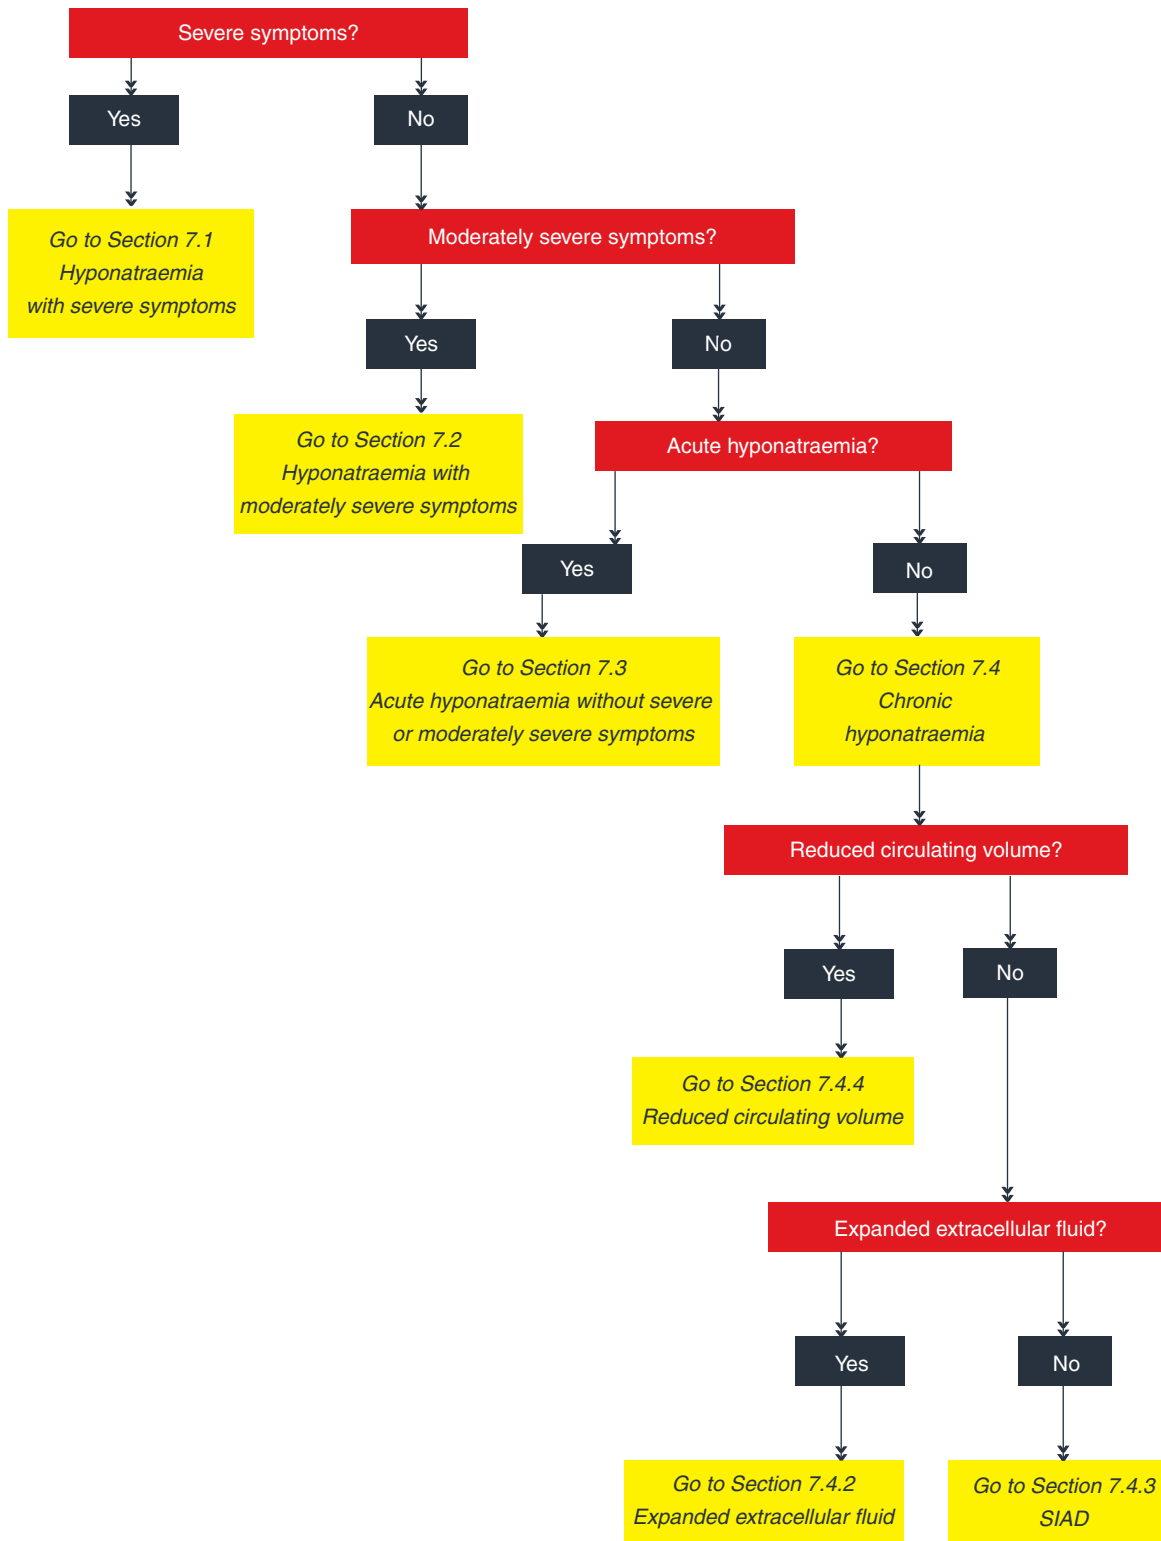 Severe symptoms?
Yes
No
Go to Section 7.1
Hyponatraemia
with severe symptoms
Moderately severe symptoms?
Yes
No
Go to Section 7.2
Hyponatraemia with
moderately severe symptoms
Acute hyponatraemia?
Yes
No
Go to Section 7.3
Acute hyponatraemia without severe
or moderately severe symptoms
Go to Section 7.4
Chronic
hyponatraemia
Reduced circulating volume?
Yes
No
Go to Section 7.4.4
Reduced circulating volume
Expanded extracellular fluid?
Yes
No
Go to Section 7.4.2
Expanded extracellular fluid
Go to Section 7.4.3
SIAD